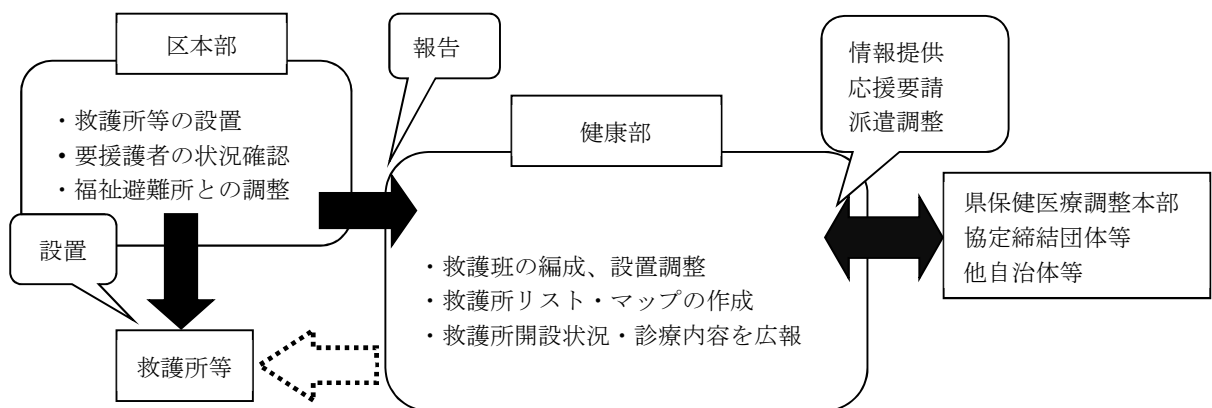 区本部
・救護所等の設置
・要援護者の状況確認
・福祉避難所との調整
設置
救護所等
報告
健康部
・救護班の編成、設置調整
・救護所リスト・マップの作成
・救護所開設状況・診療内容を広報
情報提供
応援要請
派遣調整
県保健医療調整本部
協定締結団体等
他自治体等